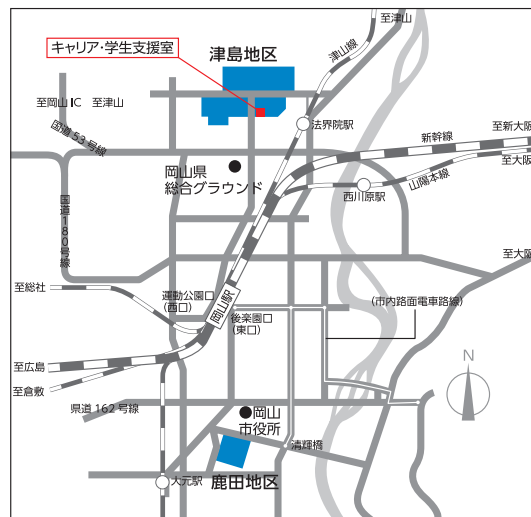 至津山
キャリア・学生支援室
津島地区
津山線
至岡山IC 至津山
国道53号線
法界院駅
新幹線
至新大阪
至大阪
山陽本線
岡山県
総合グラウンド
西川原駅
国道180号線
至大阪
至総社
運動公園口
(西口)
岡山駅
後楽園口
(東口)
(市内路面電車路線)
至広島
至倉敷
N
県道162号線
岡山
市役所
清輝橋
大元駅
鹿田地区